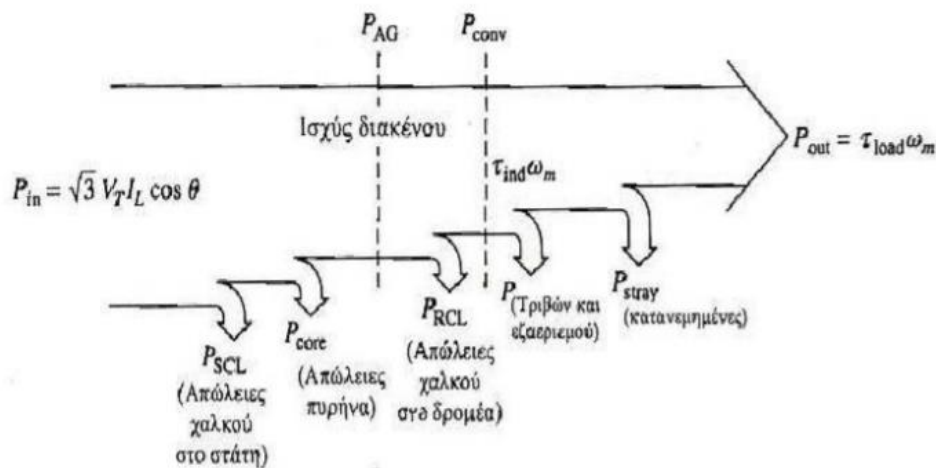 P_AG P_conv
Ισχύς διακένου
P_out = τ_load ω_m
τ_ind ω_m
P_in = √3 V_T I_L cos θ
P_SCL
(Απώλειες
χαλκού
στο στάτη)
P_core
(Απώλειες
πυρήνα)
P_RCL
(Απώλειες
χαλκού
στο δρομέα)
P (Τριβών και
εξαερισμού)
P_stray
(κατανεμημένες)